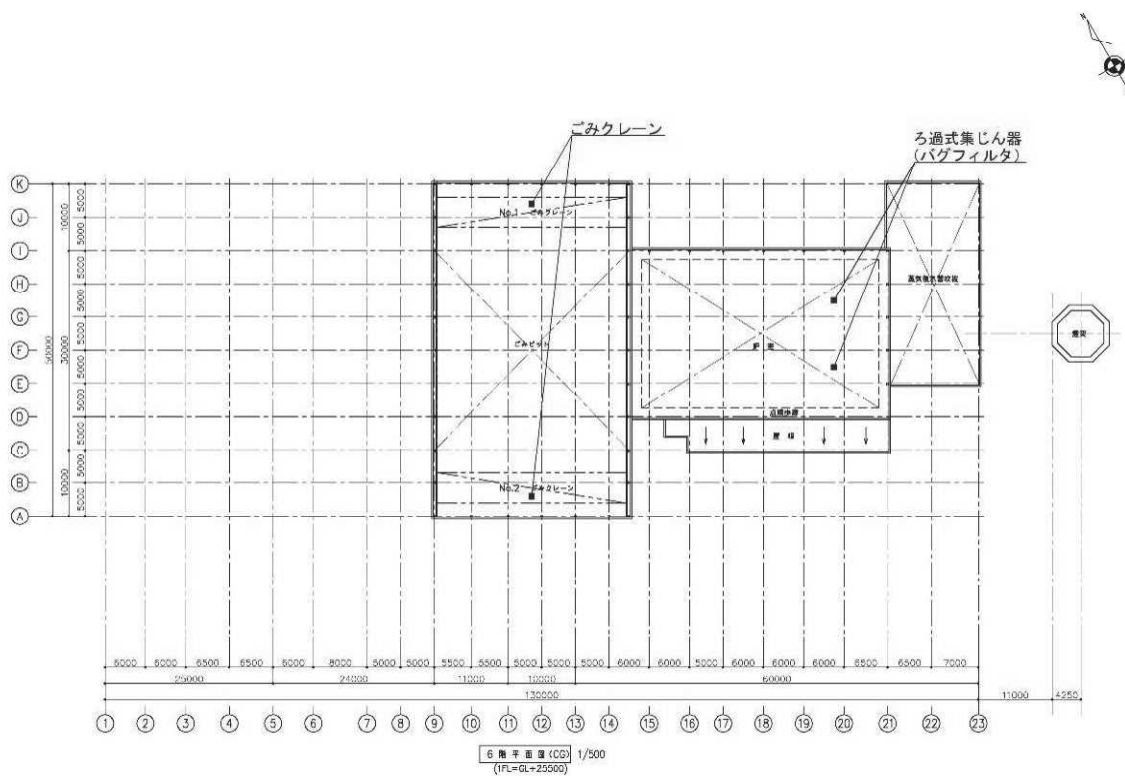 N
ごみクレーン
ろ過式集じん器
(バグフィルタ)
K
J
I
H
G
F
E
D
C
B
A
5000
5000
5000
5000
5000
5000
5000
5000
5000
5000
10000
30000
10000
50000
No.1 ごみクレーン
ごみピット
No.2 ごみクレーン
炉室
点検歩廊
屋根
蒸気復水器吹抜
煙突
6000 6000 6500 6500 6000 8000 5000 5000 5500 5500 5000 5000 5000 6000 6000 5000 6000 6000 6000 6500 6500 7000
25000 24000 11000 10000 60000
130000 11000 4250
1 2 3 4 5 6 7 8 9 10 11 12 13 14 15 16 17 18 19 20 21 22 23
6階平面図(CG) 1/500
(1FL=GL+25500)